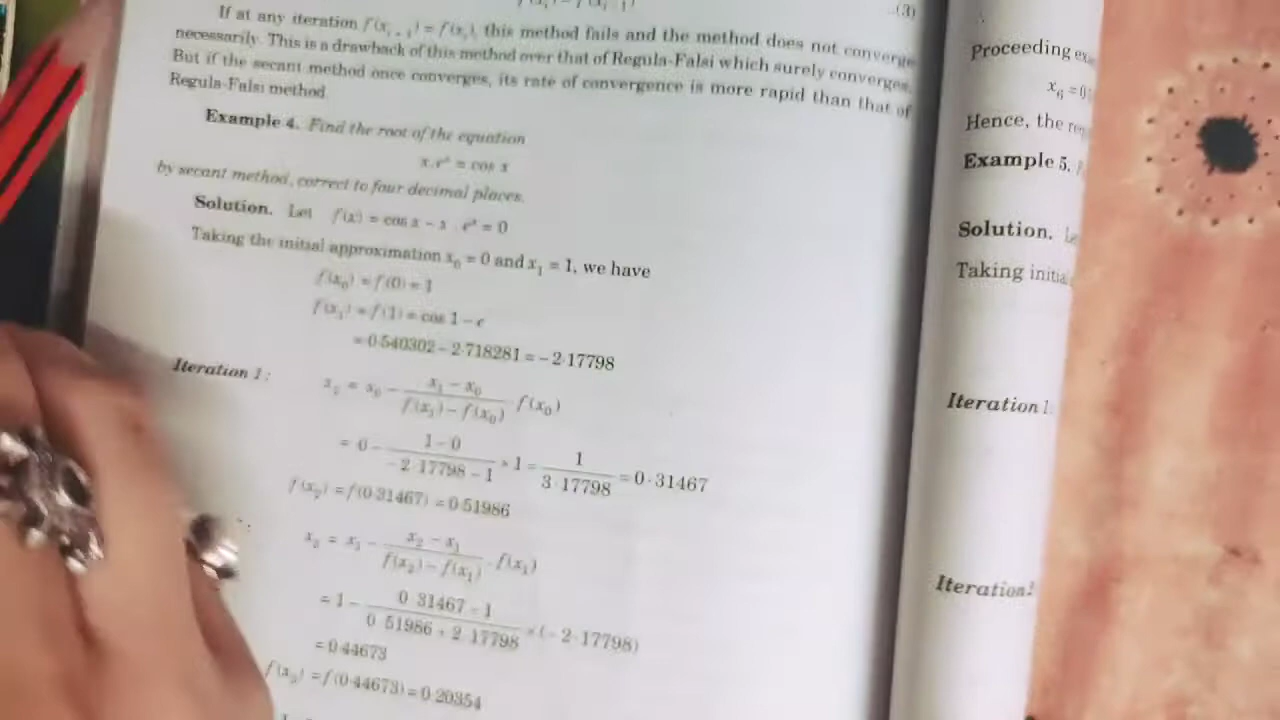 ...(3)
If at any iteration f(xᵢ₋₁) = f(xᵢ), this method fails and the method does not converge
necessarily. This is a drawback of this method over that of Regula-Falsi which surely converges.
But if the secant method once converges, its rate of convergence is more rapid than that of
Regula-Falsi method.
Example 4. Find the root of the equation
x.eˣ = cos x
by secant method, correct to four decimal places.
Solution. Let f(x) = cos x – x . eˣ = 0
Taking the initial approximation x₀ = 0 and x₁ = 1, we have
f(x₀) = f(0) = 1
f(x₁) = f(1) = cos 1 – e
= 0·540302 – 2·718281 = – 2·17798
Iteration 1: x₂ = x₀ – (x₁ – x₀)/(f(x₁) – f(x₀)) · f(x₀)
= 0 – (1 – 0)/(– 2·17798 – 1) × 1 = 1/(3·17798) = 0·31467
f(x₂) = f(0·31467) = 0·51986
x₃ = x₁ – (x₂ – x₁)/(f(x₂) – f(x₁)) · f(x₁)
= 1 – (0·31467 – 1)/(0·51986 + 2·17798) × (– 2·17798)
= 0·44673
f(x₃) = f(0·44673) = 0·20354
Proceeding
x₆ = 0
Hence, the
Example 5.
Solution.
Taking
Iteration 1
Iteration 2